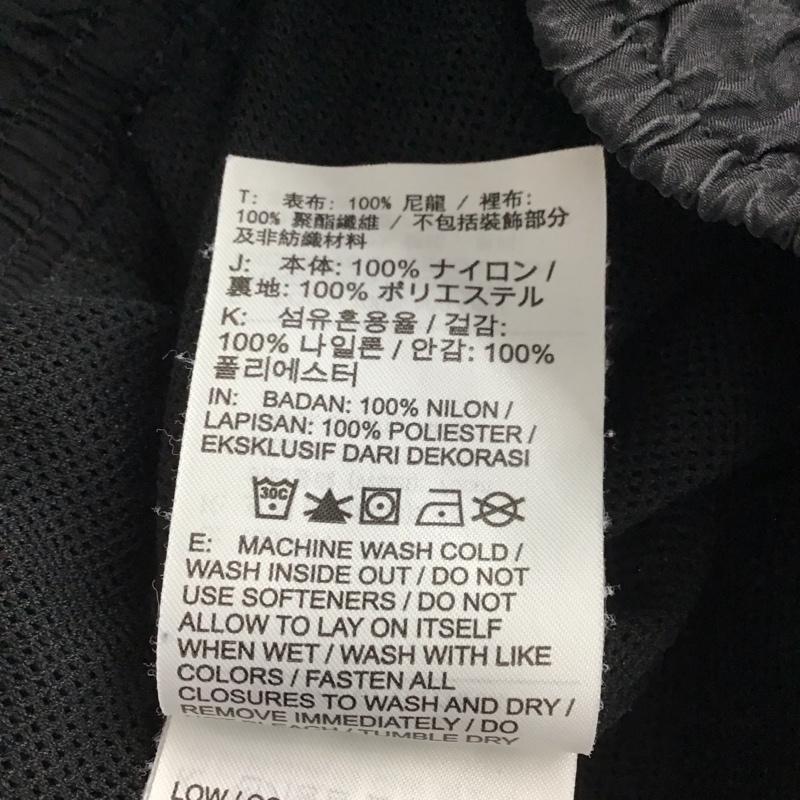 T: 表布: 100% 尼龍 / 裡布:
100% 聚酯纖維 / 不包括裝飾部分
及非紡織材料
J: 本体: 100% ナイロン /
裏地: 100% ポリエステル
K: 섬유혼용율 / 겉감:
100% 나일론 / 안감: 100%
폴리에스터
IN: BADAN: 100% NILON /
LAPISAN: 100% POLIESTER /
EKSKLUSIF DARI DEKORASI
30C
E: MACHINE WASH COLD /
WASH INSIDE OUT / DO NOT
USE SOFTENERS / DO NOT
ALLOW TO LAY ON ITSELF
WHEN WET / WASH WITH LIKE
COLORS / FASTEN ALL
CLOSURES TO WASH AND DRY /
REMOVE IMMEDIATELY / DO
NOT BLEACH / TUMBLE DRY
LOW /